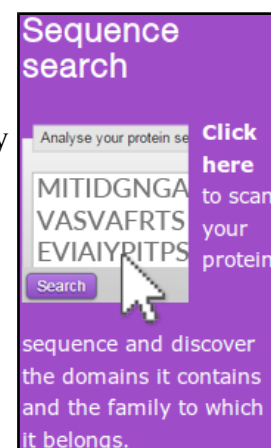 Sequence
search
y
Analyse your protein se
MITIDGNGA
VASVAFRTS
EVIAIYPITPS
Search
Click
here
to scan
your
protein
sequence and discover
the domains it contains
and the family to which
it belongs.